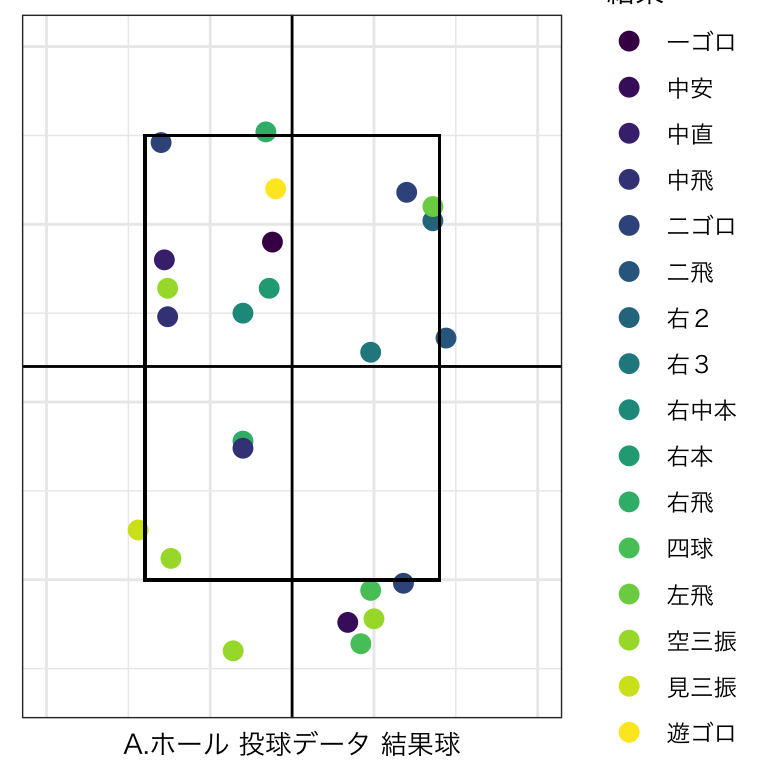 結果
一ゴロ
中安
中直
中飛
二ゴロ
二飛
右２
右３
右中本
右本
右飛
四球
左飛
空三振
見三振
遊ゴロ
A.ホール 投球データ 結果球